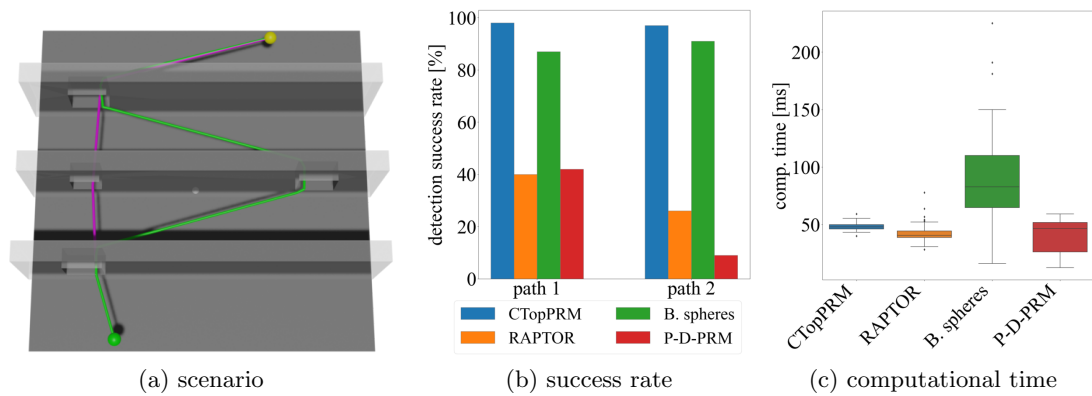 detection success rate [%]
100
80
60
40
20
0
path 1
path 2
CTopPRM
B. spheres
RAPTOR
P-D-PRM
comp. time [ms]
200
150
100
50
CTopPRM
RAPTOR
B. spheres
P-D-PRM
(a) scenario
(b) success rate
(c) computational time